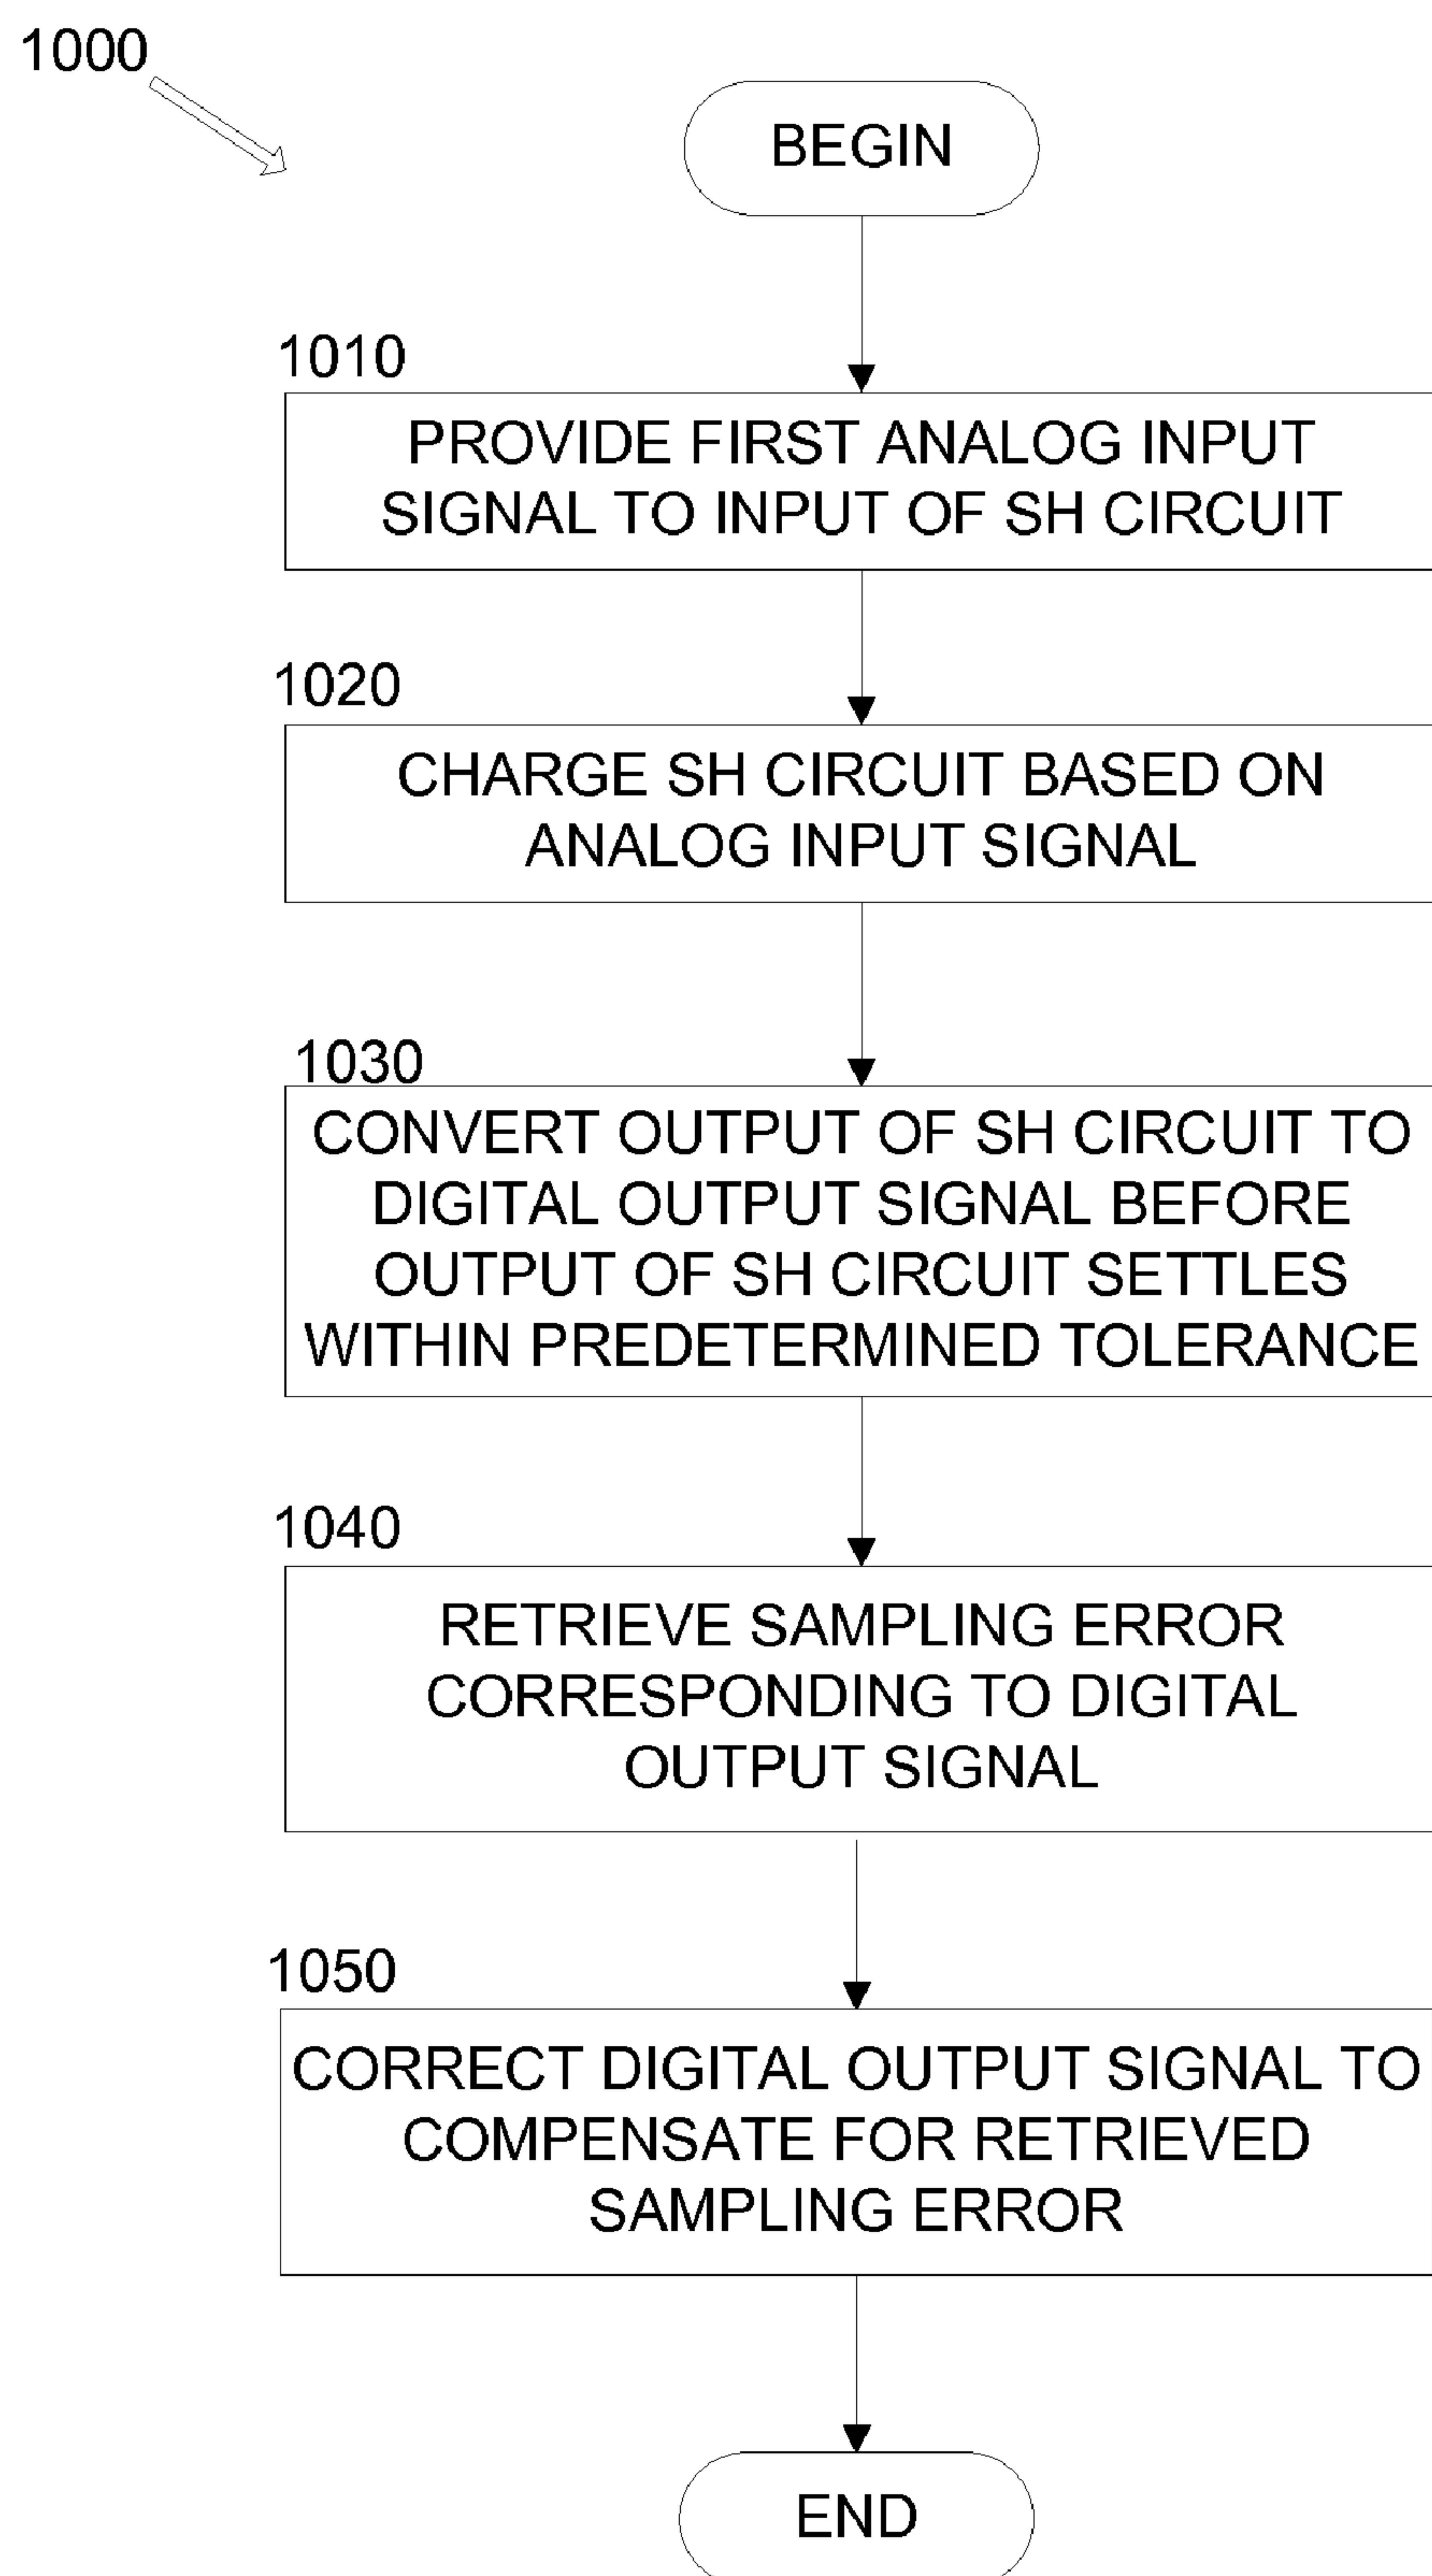 1000
BEGIN
1010
PROVIDE FIRST ANALOG INPUT
SIGNAL TO INPUT OF SH CIRCUIT
1020
CHARGE SH CIRCUIT BASED ON
ANALOG INPUT SIGNAL
1030
CONVERT OUTPUT OF SH CIRCUIT TO
DIGITAL OUTPUT SIGNAL BEFORE
OUTPUT OF SH CIRCUIT SETTLES
WITHIN PREDETERMINED TOLERANCE
1040
RETRIEVE SAMPLING ERROR
CORRESPONDING TO DIGITAL
OUTPUT SIGNAL
1050
CORRECT DIGITAL OUTPUT SIGNAL TO
COMPENSATE FOR RETRIEVED
SAMPLING ERROR
END